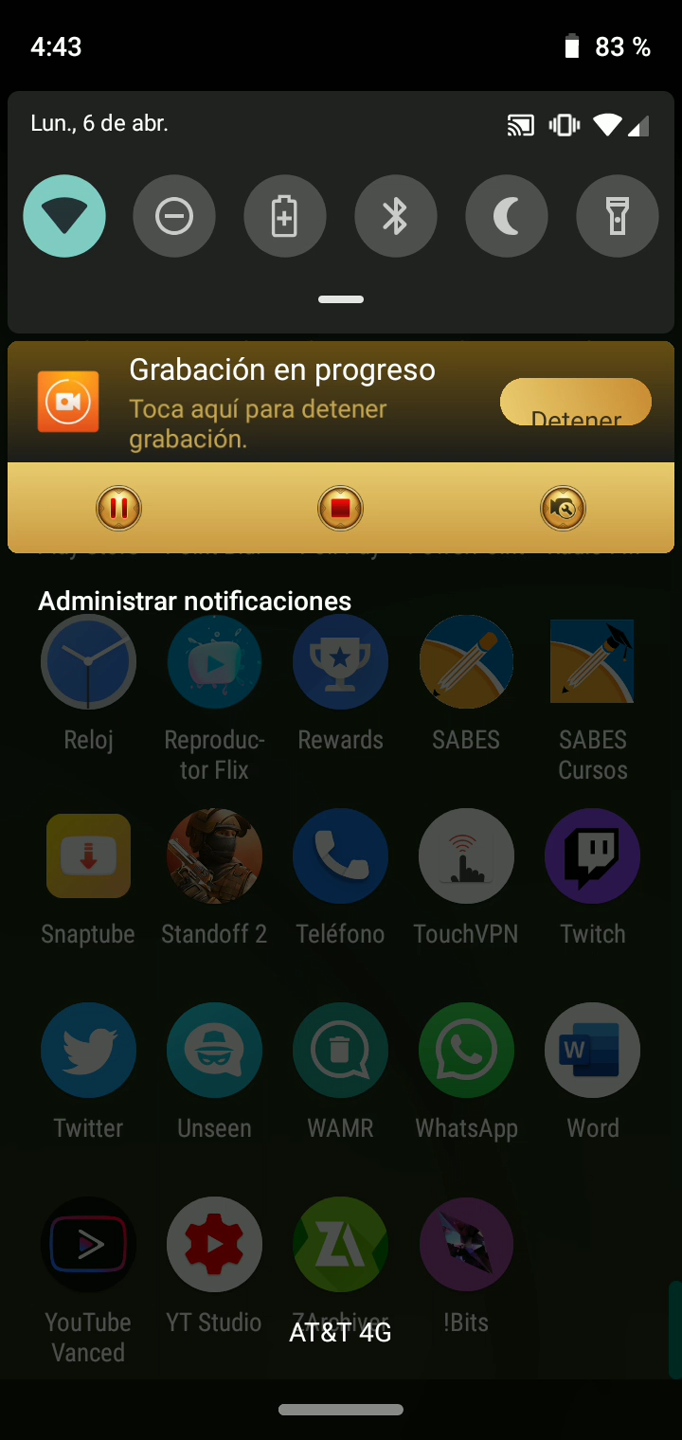 4:43
83 %
Lun., 6 de abr.
Grabación en progreso
Toca aquí para detener
grabación.
Detener
Administrar notificaciones
Reloj
Reproduc-
tor Flix
Rewards
SABES
SABES
Cursos
Snaptube
Standoff 2
Teléfono
TouchVPN
Twitch
Twitter
Unseen
WAMR
WhatsApp
W
Word
YouTube
Vanced
YT Studio
ZArchiver
!Bits
AT&T 4G